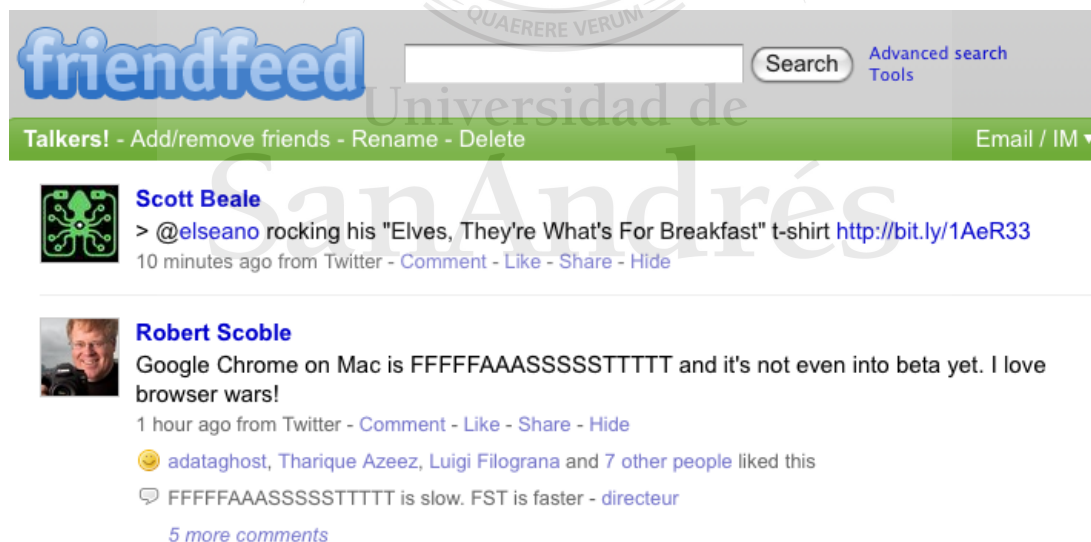 QUAERERE VERUM
friendfeed
Search
Advanced search
Tools
Universidad de
SanAndrés
Talkers! - Add/remove friends - Rename - Delete
Email / IM ▾
Scott Beale
> @elseano rocking his "Elves, They're What's For Breakfast" t-shirt http://bit.ly/1AeR33
10 minutes ago from Twitter - Comment - Like - Share - Hide
Robert Scoble
Google Chrome on Mac is FFFFFAAASSSSSTTTTT and it's not even into beta yet. I love
browser wars!
1 hour ago from Twitter - Comment - Like - Share - Hide
adataghost, Tharique Azeez, Luigi Filograna and 7 other people liked this
FFFFFAAASSSSSTTTTT is slow. FST is faster - directeur
5 more comments